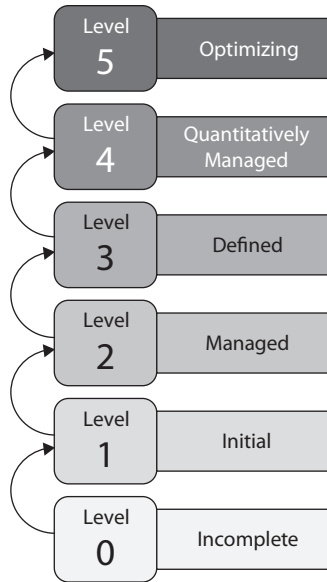 Level
5
Optimizing
Level
4
Quantitatively
Managed
Level
3
Defined
Level
2
Managed
Level
1
Initial
Level
0
Incomplete